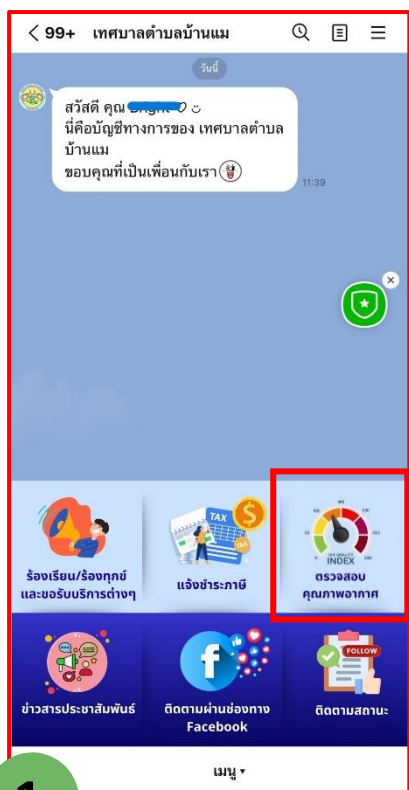 99+ เทศบาลตำบลบ้านแม
วันนี้
สวัสดี คุณ
นี่คือบัญชีทางการของ เทศบาลตำบล
บ้านแม
ขอบคุณที่เป็นเพื่อนกับเรา
11:39
TAX
INDEX
ร้องเรียน/ร้องทุกข์
และขอรับบริการต่างๆ
แจ้งชำระภาษี
ตรวจสอบ
คุณภาพอากาศ
FOLLOW
ข่าวสารประชาสัมพันธ์
ติดตามผ่านช่องทาง
Facebook
ติดตามสถานะ
เมนู
1